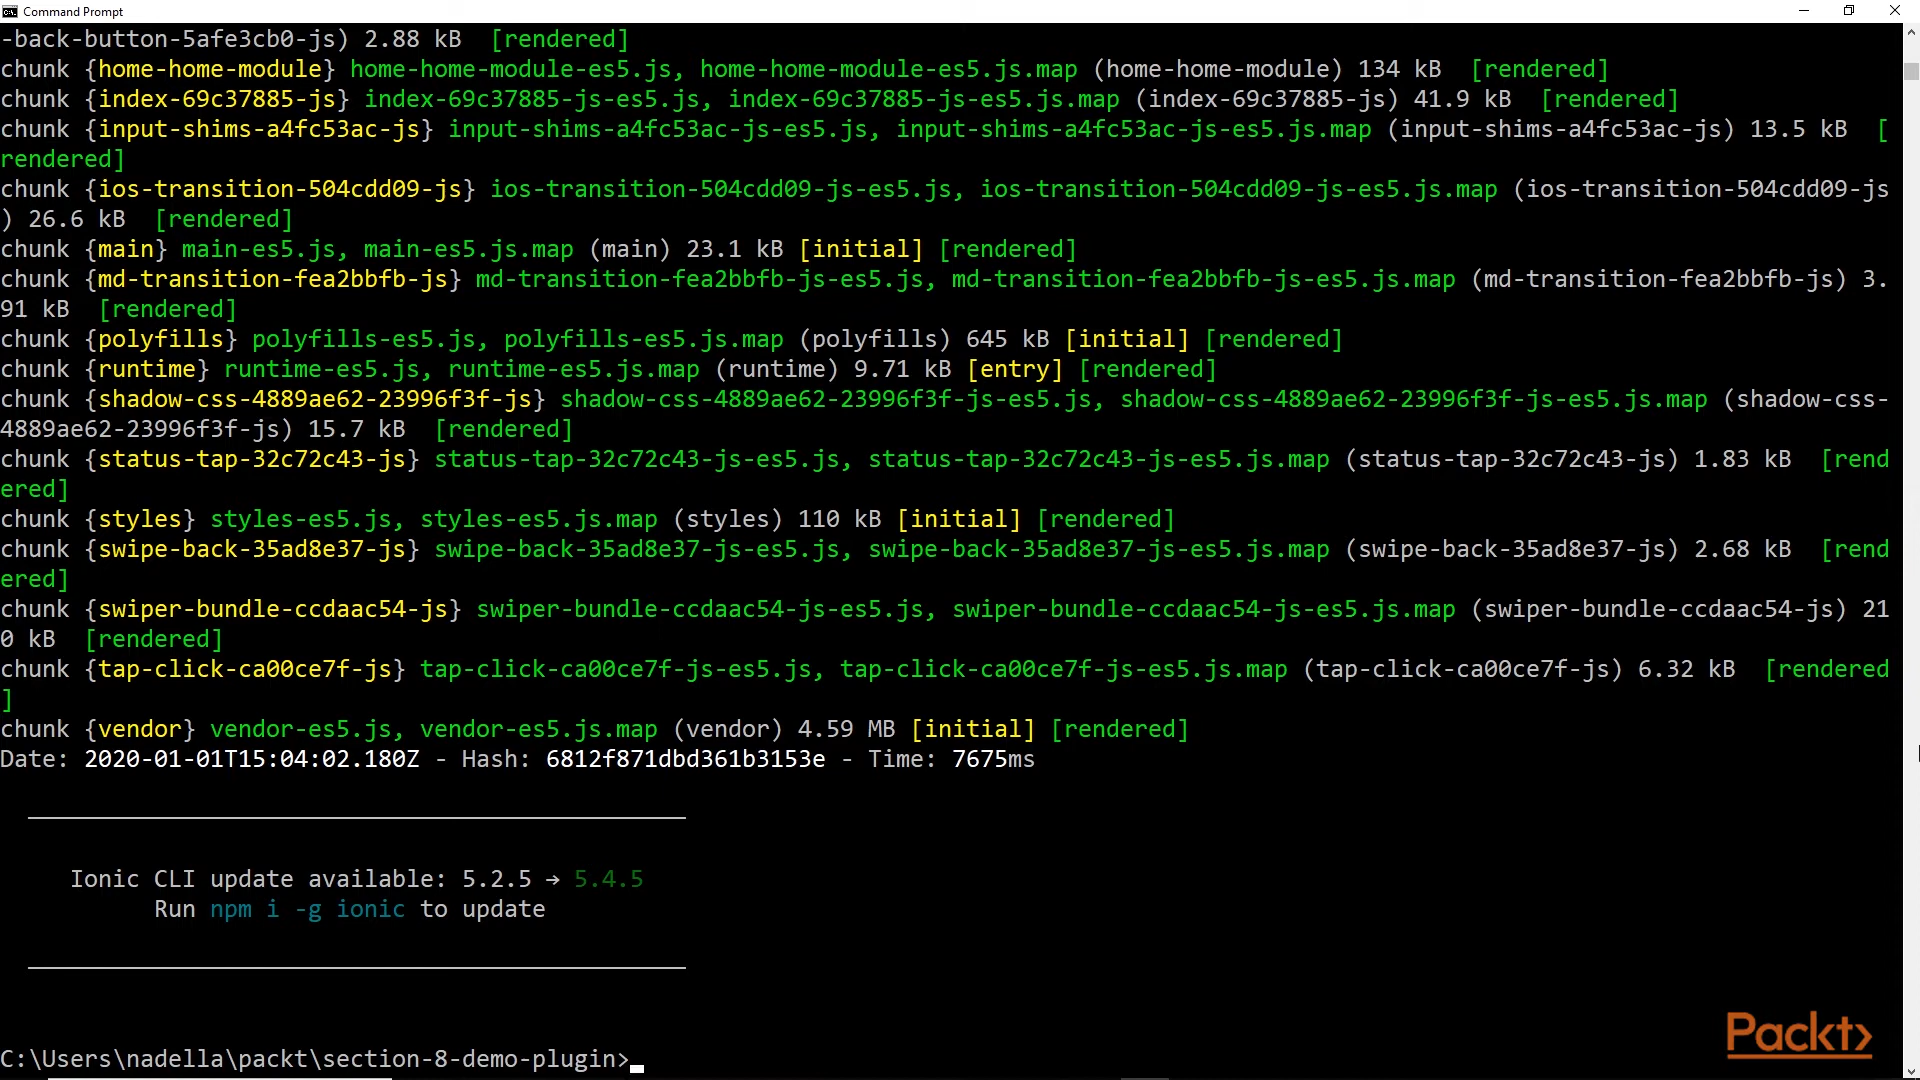 Command Prompt
-back-button-5afe3cb0-js) 2.88 kB  [rendered]
chunk {home-home-module} home-home-module-es5.js, home-home-module-es5.js.map (home-home-module) 134 kB  [rendered]
chunk {index-69c37885-js} index-69c37885-js-es5.js, index-69c37885-js-es5.js.map (index-69c37885-js) 41.9 kB  [rendered]
chunk {input-shims-a4fc53ac-js} input-shims-a4fc53ac-js-es5.js, input-shims-a4fc53ac-js-es5.js.map (input-shims-a4fc53ac-js) 13.5 kB  [
rendered]
chunk {ios-transition-504cdd09-js} ios-transition-504cdd09-js-es5.js, ios-transition-504cdd09-js-es5.js.map (ios-transition-504cdd09-js
) 26.6 kB  [rendered]
chunk {main} main-es5.js, main-es5.js.map (main) 23.1 kB [initial] [rendered]
chunk {md-transition-fea2bbfb-js} md-transition-fea2bbfb-js-es5.js, md-transition-fea2bbfb-js-es5.js.map (md-transition-fea2bbfb-js) 3.
91 kB  [rendered]
chunk {polyfills} polyfills-es5.js, polyfills-es5.js.map (polyfills) 645 kB [initial] [rendered]
chunk {runtime} runtime-es5.js, runtime-es5.js.map (runtime) 9.71 kB [entry] [rendered]
chunk {shadow-css-4889ae62-23996f3f-js} shadow-css-4889ae62-23996f3f-js-es5.js, shadow-css-4889ae62-23996f3f-js-es5.js.map (shadow-css-
4889ae62-23996f3f-js) 15.7 kB  [rendered]
chunk {status-tap-32c72c43-js} status-tap-32c72c43-js-es5.js, status-tap-32c72c43-js-es5.js.map (status-tap-32c72c43-js) 1.83 kB  [rend
ered]
chunk {styles} styles-es5.js, styles-es5.js.map (styles) 110 kB [initial] [rendered]
chunk {swipe-back-35ad8e37-js} swipe-back-35ad8e37-js-es5.js, swipe-back-35ad8e37-js-es5.js.map (swipe-back-35ad8e37-js) 2.68 kB  [rend
ered]
chunk {swiper-bundle-ccdaac54-js} swiper-bundle-ccdaac54-js-es5.js, swiper-bundle-ccdaac54-js-es5.js.map (swiper-bundle-ccdaac54-js) 21
0 kB  [rendered]
chunk {tap-click-ca00ce7f-js} tap-click-ca00ce7f-js-es5.js, tap-click-ca00ce7f-js-es5.js.map (tap-click-ca00ce7f-js) 6.32 kB  [rendered
]
chunk {vendor} vendor-es5.js, vendor-es5.js.map (vendor) 4.59 MB [initial] [rendered]
Date: 2020-01-01T15:04:02.180Z - Hash: 6812f871dbd361b3153e - Time: 7675ms
Ionic CLI update available: 5.2.5 → 5.4.5
Run npm i -g ionic to update
Packt>
C:\Users\nadella\packt\section-8-demo-plugin>